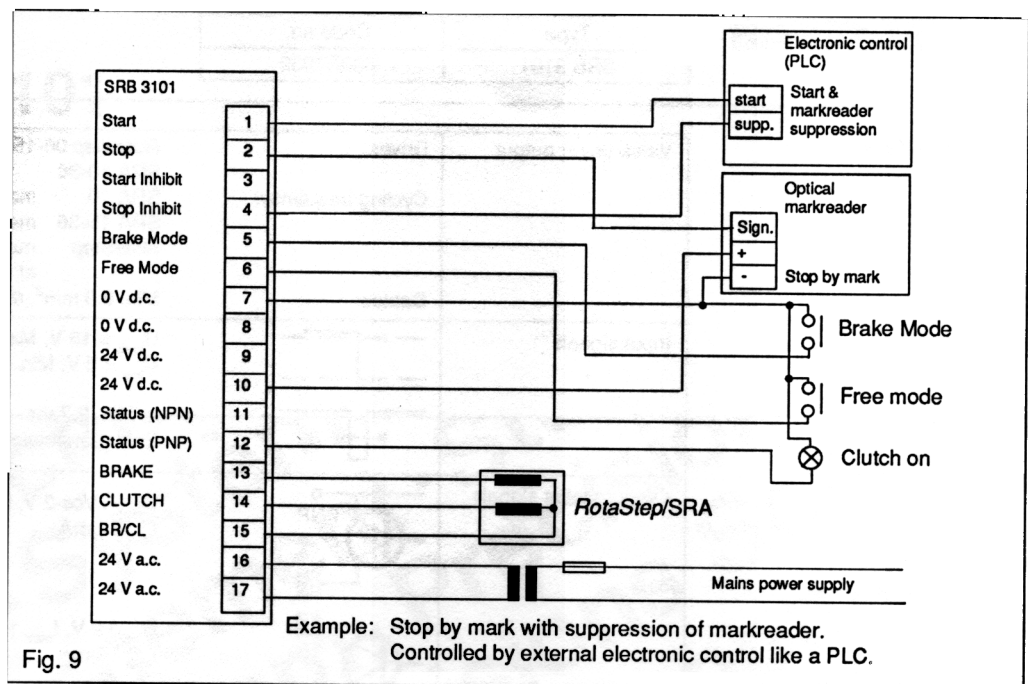 SRB 3101
Start 1
Stop 2
Start Inhibit 3
Stop Inhibit 4
Brake Mode 5
Free Mode 6
0 V d.c. 7
0 V d.c. 8
24 V d.c. 9
24 V d.c. 10
Status (NPN) 11
Status (PNP) 12
BRAKE 13
CLUTCH 14
BR/CL 15
24 V a.c. 16
24 V a.c. 17
Electronic control
(PLC)
start
supp.
Start &
markreader
suppression
Optical
markreader
Sign.
+
-
Stop by mark
Brake Mode
Free mode
Clutch on
RotaStep/SRA
Mains power supply
Example: Stop by mark with suppression of markreader.
Controlled by external electronic control like a PLC.
Fig. 9